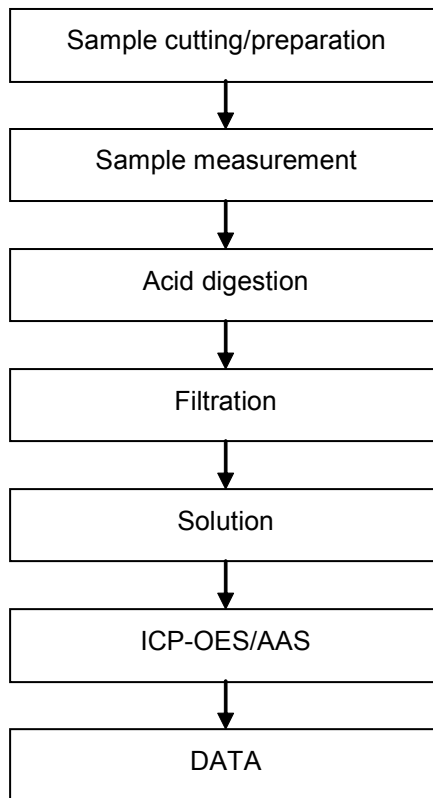 Sample cutting/preparation
Sample measurement
Acid digestion
Filtration
Solution
ICP-OES/AAS
DATA